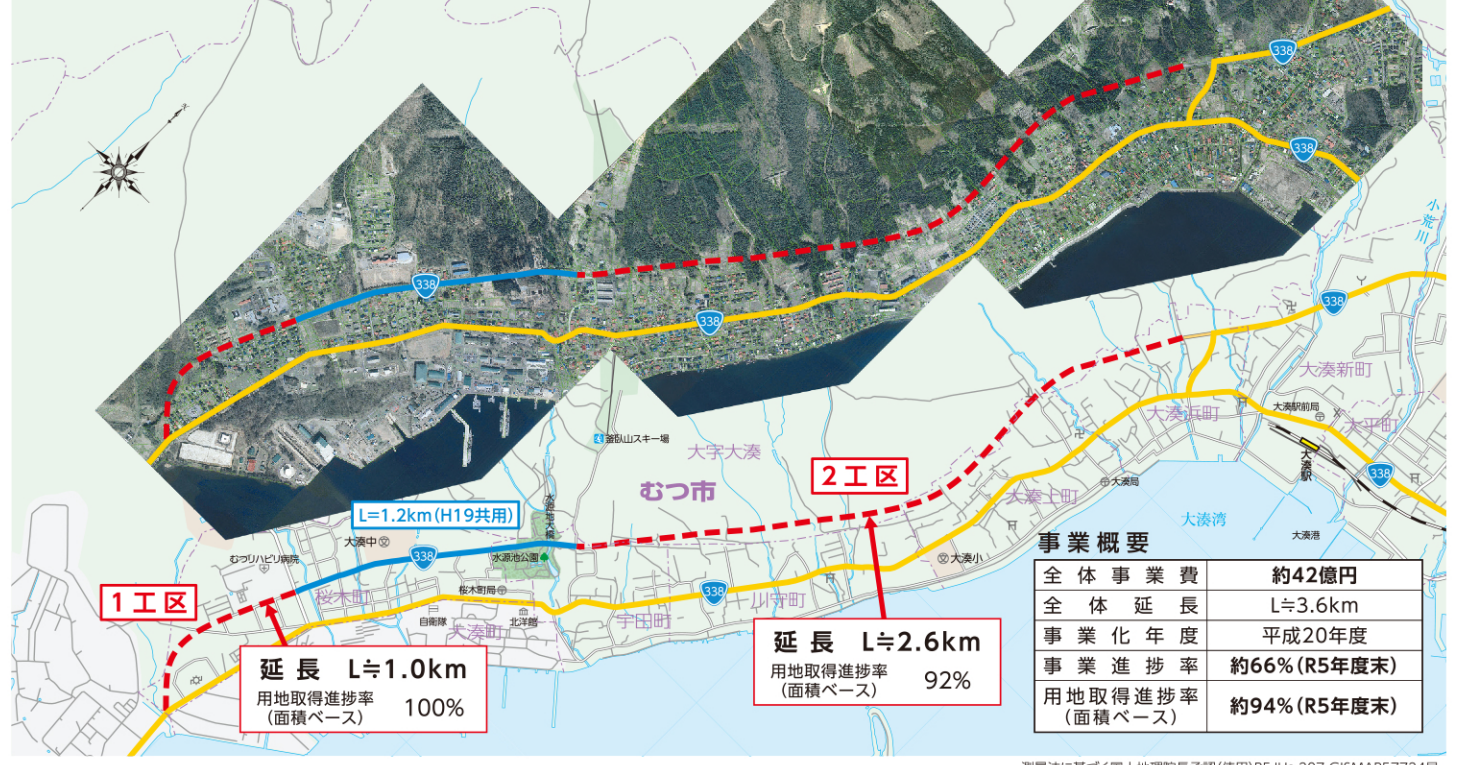 338
338
338
338
小荒川
338
大湊新町
大湊駅前局
大平町
大湊浜町
大湊駅
338
釜臥山スキー場
大字大湊
むつ市
2工区
大湊上町
大湊局
大湊湾
大湊港
L=1.2km(H19共用)
水源池大橋
大湊中
338
むつリハビリ病院
水源池公園
大湊小
1工区
桜木町
桜木町局
338
川守町
自衛隊
大湊町
北洋館
宇田町
延長 L≒1.0km
用地取得進捗率
(面積ベース) 100%
延長 L≒2.6km
用地取得進捗率
(面積ベース) 92%
事業概要
全体事業費 約42億円
全体延長 L≒3.6km
事業化年度 平成20年度
事業進捗率 約66%(R5年度末)
用地取得進捗率
(面積ベース) 約94%(R5年度末)